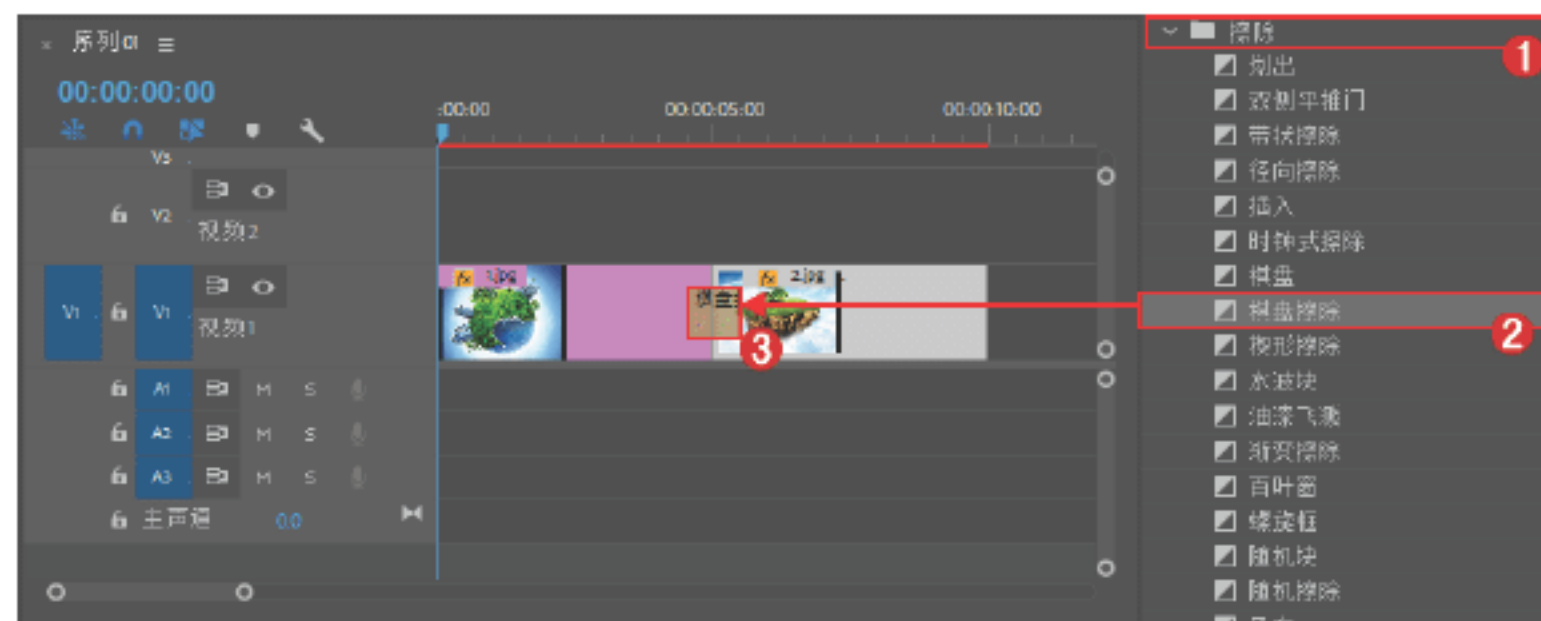 × 序列01 ≡
00:00:00:00
:00:00 00:00:05:00 00:00:10:00
V3
V2
视频2
fx 1.jpg
fx 2.jpg
V1 V1
视频1
棋盘
3
A1 M S
A2 M S
A3 M S
主声道 0.0
擦除
1
划出
双侧平推门
带状擦除
径向擦除
插入
时钟式擦除
棋盘
棋盘擦除
2
楔形擦除
水波块
油漆飞溅
渐变擦除
百叶窗
螺旋框
随机块
随机擦除